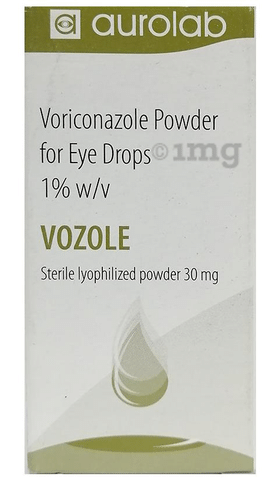 a aurolab
Voriconazole Powder
for Eye Drops
©1mg
1% w/v
VOZOLE
Sterile lyophilized powder 30 mg